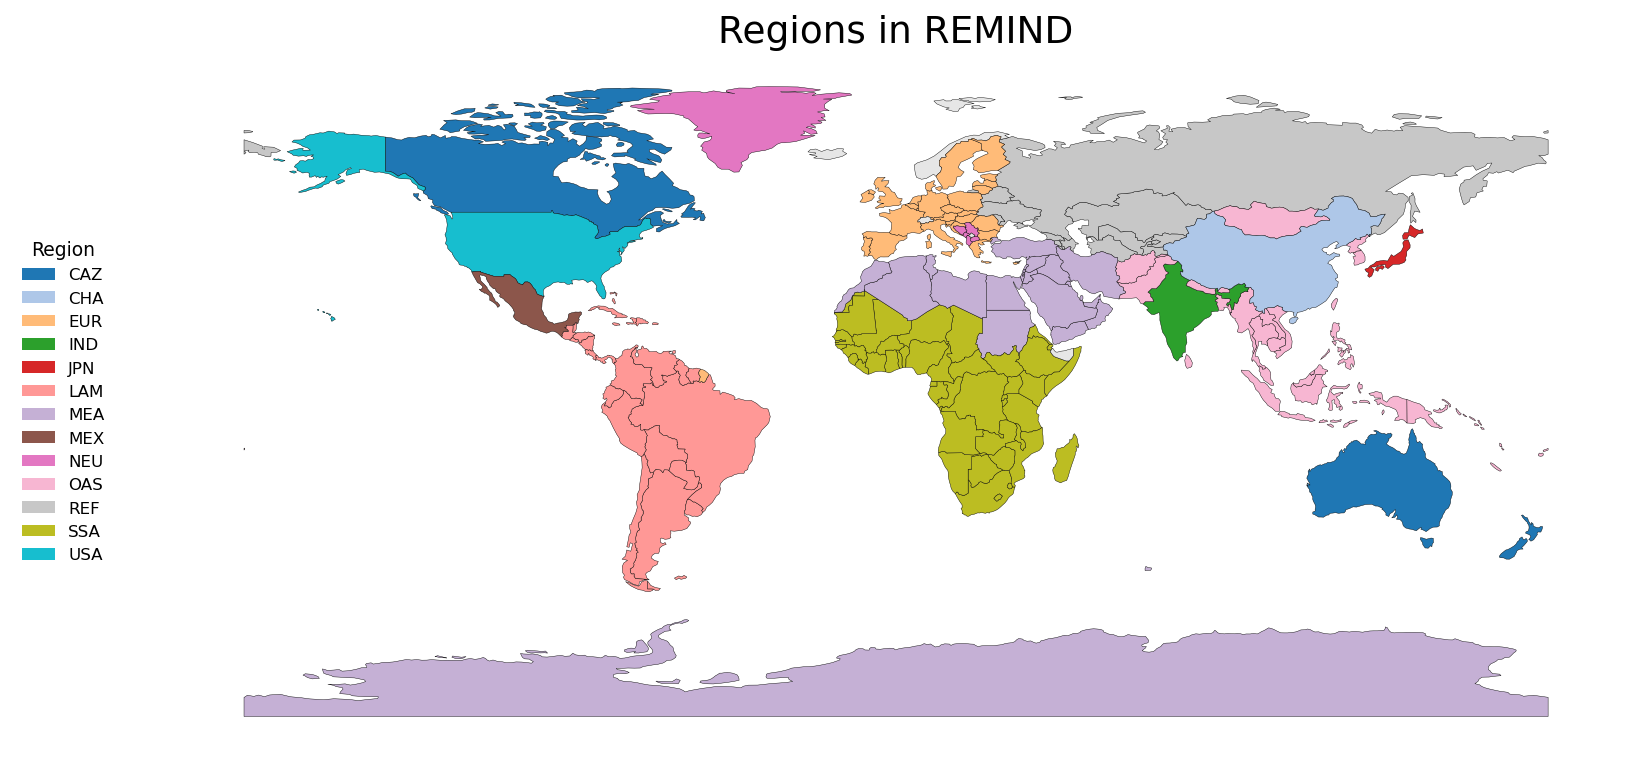 Regions in REMIND
Region
CAZ
CHA
EUR
IND
JPN
LAM
MEA
MEX
NEU
OAS
REF
SSA
USA